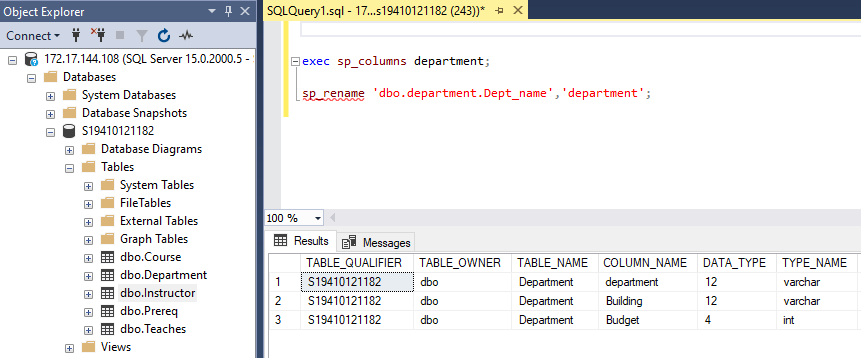 Object Explorer
Connect
172.17.144.108 (SQL Server 15.0.2000.5 -
Databases
System Databases
Database Snapshots
S19410121182
Database Diagrams
Tables
System Tables
FileTables
External Tables
Graph Tables
dbo.Course
dbo.Department
dbo.Instructor
dbo.Prereq
dbo.Teaches
Views
SQLQuery1.sql - 17...s19410121182 (243))*
exec sp_columns department;
sp_rename 'dbo.department.Dept_name','department';
100 %
Results Messages
TABLE_QUALIFIER TABLE_OWNER TABLE_NAME COLUMN_NAME DATA_TYPE TYPE_NAME
1 S19410121182 dbo Department department 12 varchar
2 S19410121182 dbo Department Building 12 varchar
3 S19410121182 dbo Department Budget 4 int